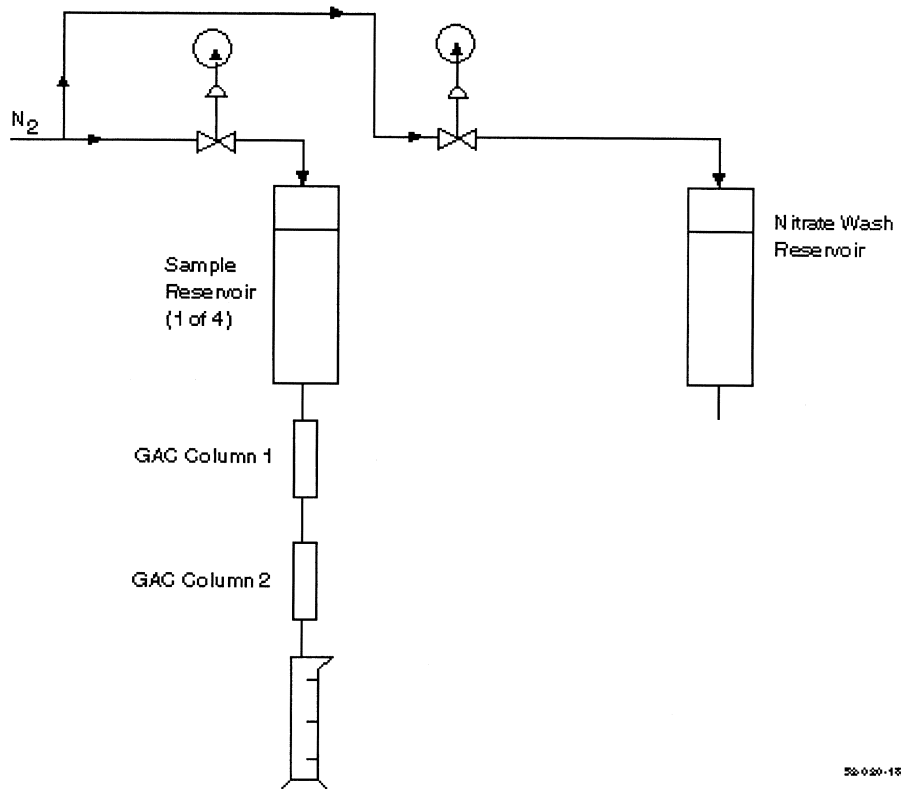 N2
Sample
Reservoir
(1 of 4)
Nitrate Wash
Reservoir
GAC Column 1
GAC Column 2